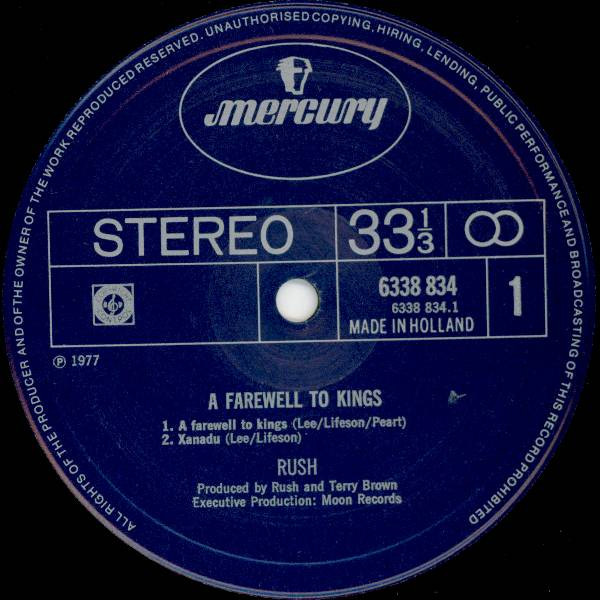 ALL RIGHTS OF THE PRODUCER AND OF THE OWNER OF THE WORK REPRODUCED RESERVED. UNAUTHORISED COPYING, HIRING, LENDING, PUBLIC PERFORMANCE AND BROADCASTING OF THIS RECORD PROHIBITED
mercury
STEREO 33 1/3
6338 834
6338 834.1
MADE IN HOLLAND
1
℗ 1977
A FAREWELL TO KINGS
1. A farewell to kings (Lee/Lifeson/Peart)
2. Xanadu (Lee/Lifeson)
RUSH
Produced by Rush and Terry Brown
Executive Production: Moon Records